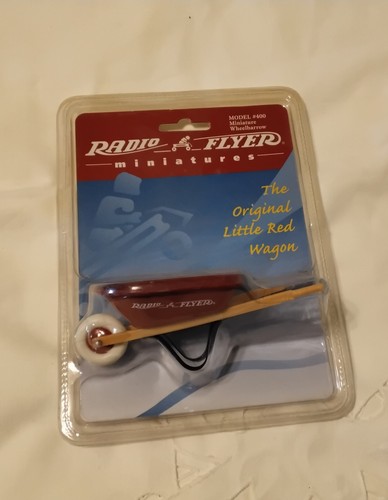 MODEL #400
Miniature
Wheelbarrow
RADIO FLYER®
miniatures
The
Original
Little Red
Wagon
RADIO FLYER